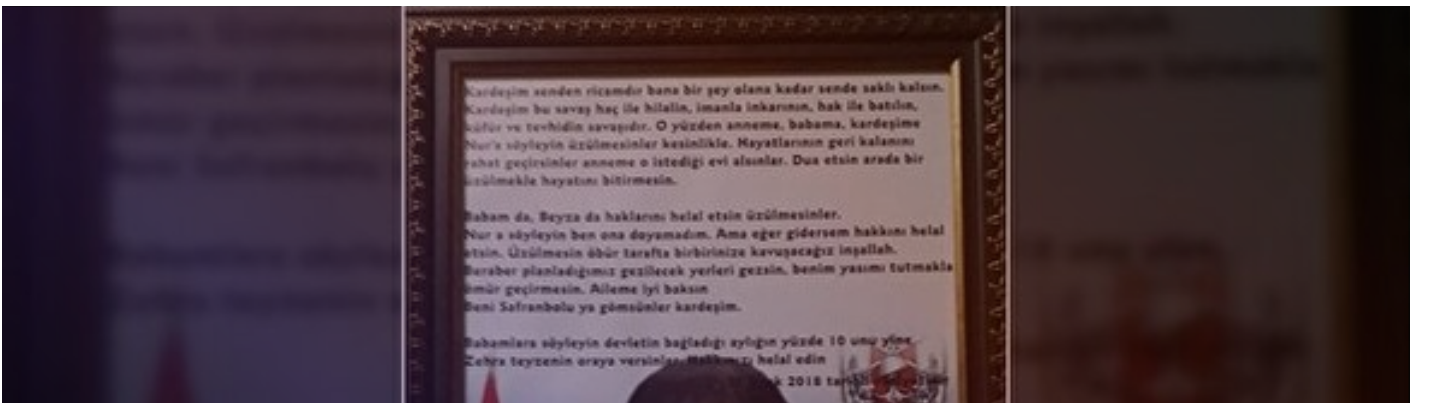 Kardeşim senden ricamdır bana bir şey olana kadar sende saklı kalsın.
Kardeşim bu savaş haç ile hilalin, imanla inkarının, hak ile batılın,
küfür ve tevhidin savaşıdır. O yüzden anneme, babama, kardeşime
Nur'a söyleyin üzülmesinler kesinlikle. Hayatlarının geri kalanını
rahat geçirsinler anneme o istediği evi alsınlar. Dua etsin arada bir
üzülmekle hayatını bitirmesin.
Babam da, Beyza da haklarını helal etsin üzülmesinler.
Nur a söyleyin ben ona doyamadım. Ama eğer gidersem hakkını helal
etsin. Üzülmesin öbür tarafta birbirinize kavuşacağız inşallah.
Beraber planladığımız gezilecek yerleri gezsin, benim yasımı tutmakla
ömür geçirmesin. Aileme iyi baksın
Beni Safranbolu ya gömsünler kardeşim.
Babamlara söyleyin devletin bağladığı aylığın yüzde 10 unu yine
Zehra teyzenin oraya versinler. helal edin
2018